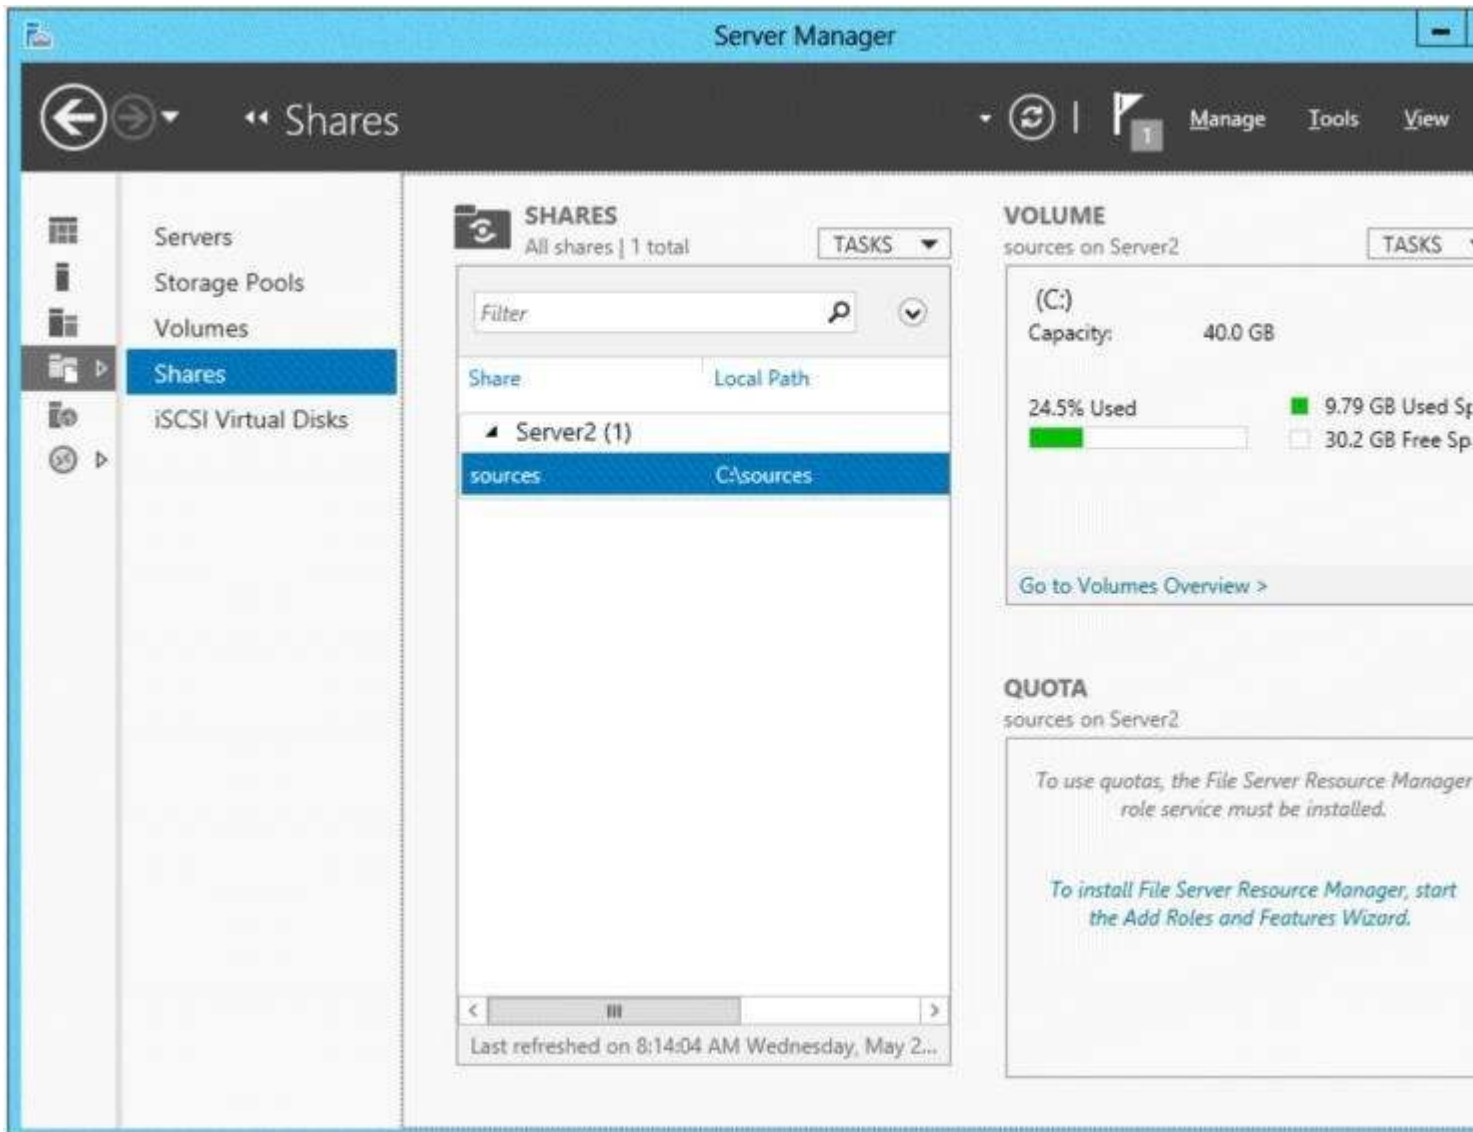 Server Manager
Shares
1
Manage
Tools
View
Servers
Storage Pools
Volumes
Shares
iSCSI Virtual Disks
SHARES
All shares | 1 total
TASKS
Filter
Share
Local Path
Server2 (1)
sources
C:\sources
Last refreshed on 8:14:04 AM Wednesday, May 2...
VOLUME
sources on Server2
TASKS
(C:)
Capacity:
40.0 GB
24.5% Used
9.79 GB Used Sp
30.2 GB Free Sp
Go to Volumes Overview >
QUOTA
sources on Server2
To use quotas, the File Server Resource Manager
role service must be installed.
To install File Server Resource Manager, start
the Add Roles and Features Wizard.